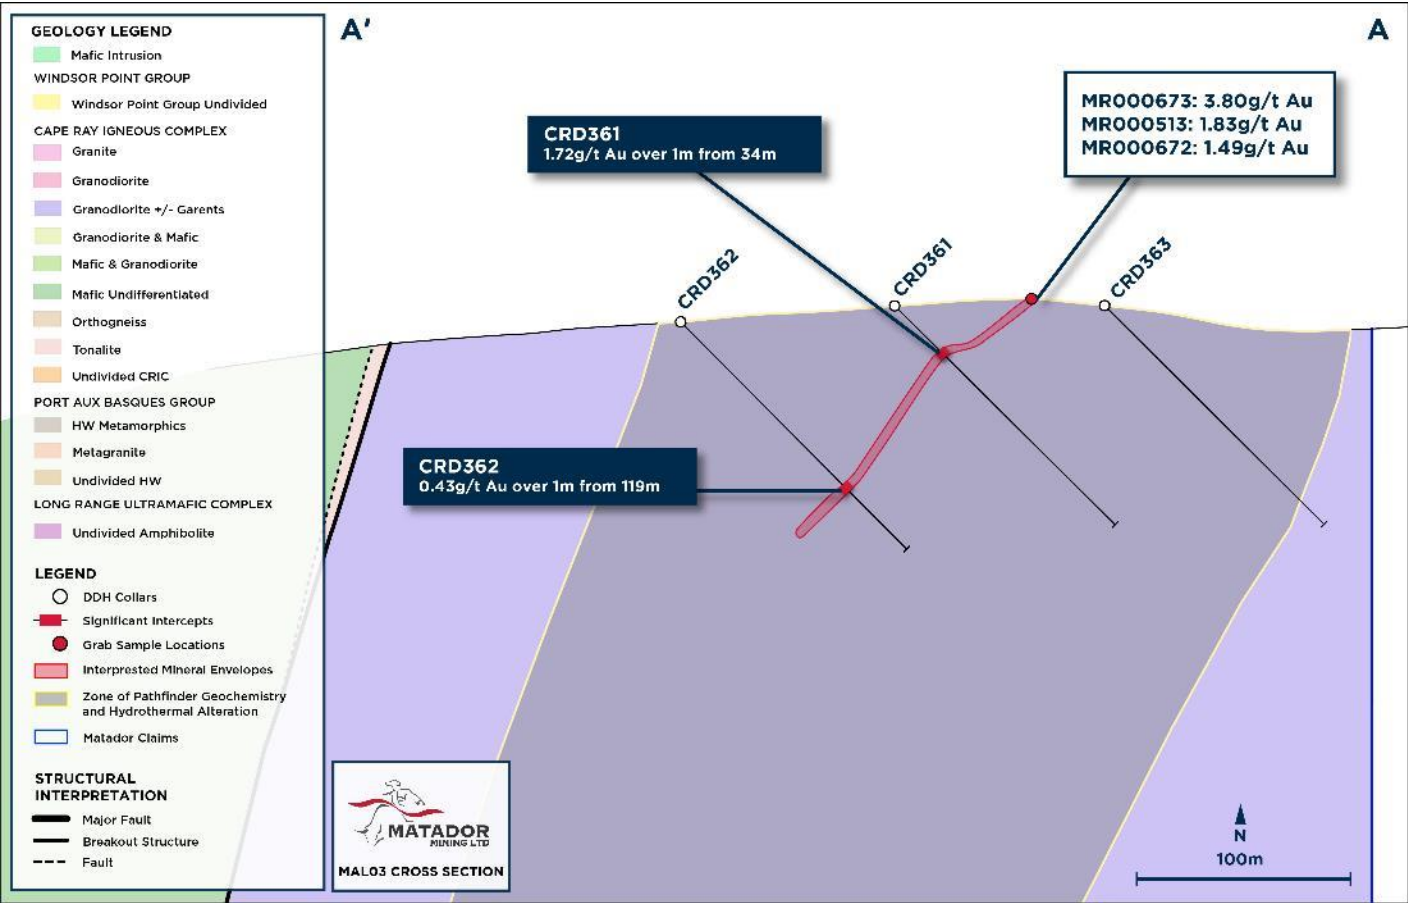 GEOLOGY LEGEND
Mafic Intrusion
WINDSOR POINT GROUP
Windsor Point Group Undivided
CAPE RAY IGNEOUS COMPLEX
Granite
Granodiorite
Granodiorite +/- Garents
Granodiorite & Mafic
Mafic & Granodiorite
Mafic Undifferentiated
Orthogneiss
Tonalite
Undivided CRIC
PORT AUX BASQUES GROUP
HW Metamorphics
Metagranite
Undivided HW
LONG RANGE ULTRAMAFIC COMPLEX
Undivided Amphibolite
LEGEND
DDH Collars
Significant Intercepts
Grab Sample Locations
Interprested Mineral Envelopes
Zone of Pathfinder Geochemistry
and Hydrothermal Alteration
Matador Claims
STRUCTURAL
INTERPRETATION
Major Fault
Breakout Structure
Fault
A'
A
CRD361
1.72g/t Au over 1m from 34m
MR000673: 3.80g/t Au
MR000513: 1.83g/t Au
MR000672: 1.49g/t Au
CRD362
CRD361
CRD363
CRD362
0.43g/t Au over 1m from 119m
MATADOR
MINING LTD
MAL03 CROSS SECTION
N
100m